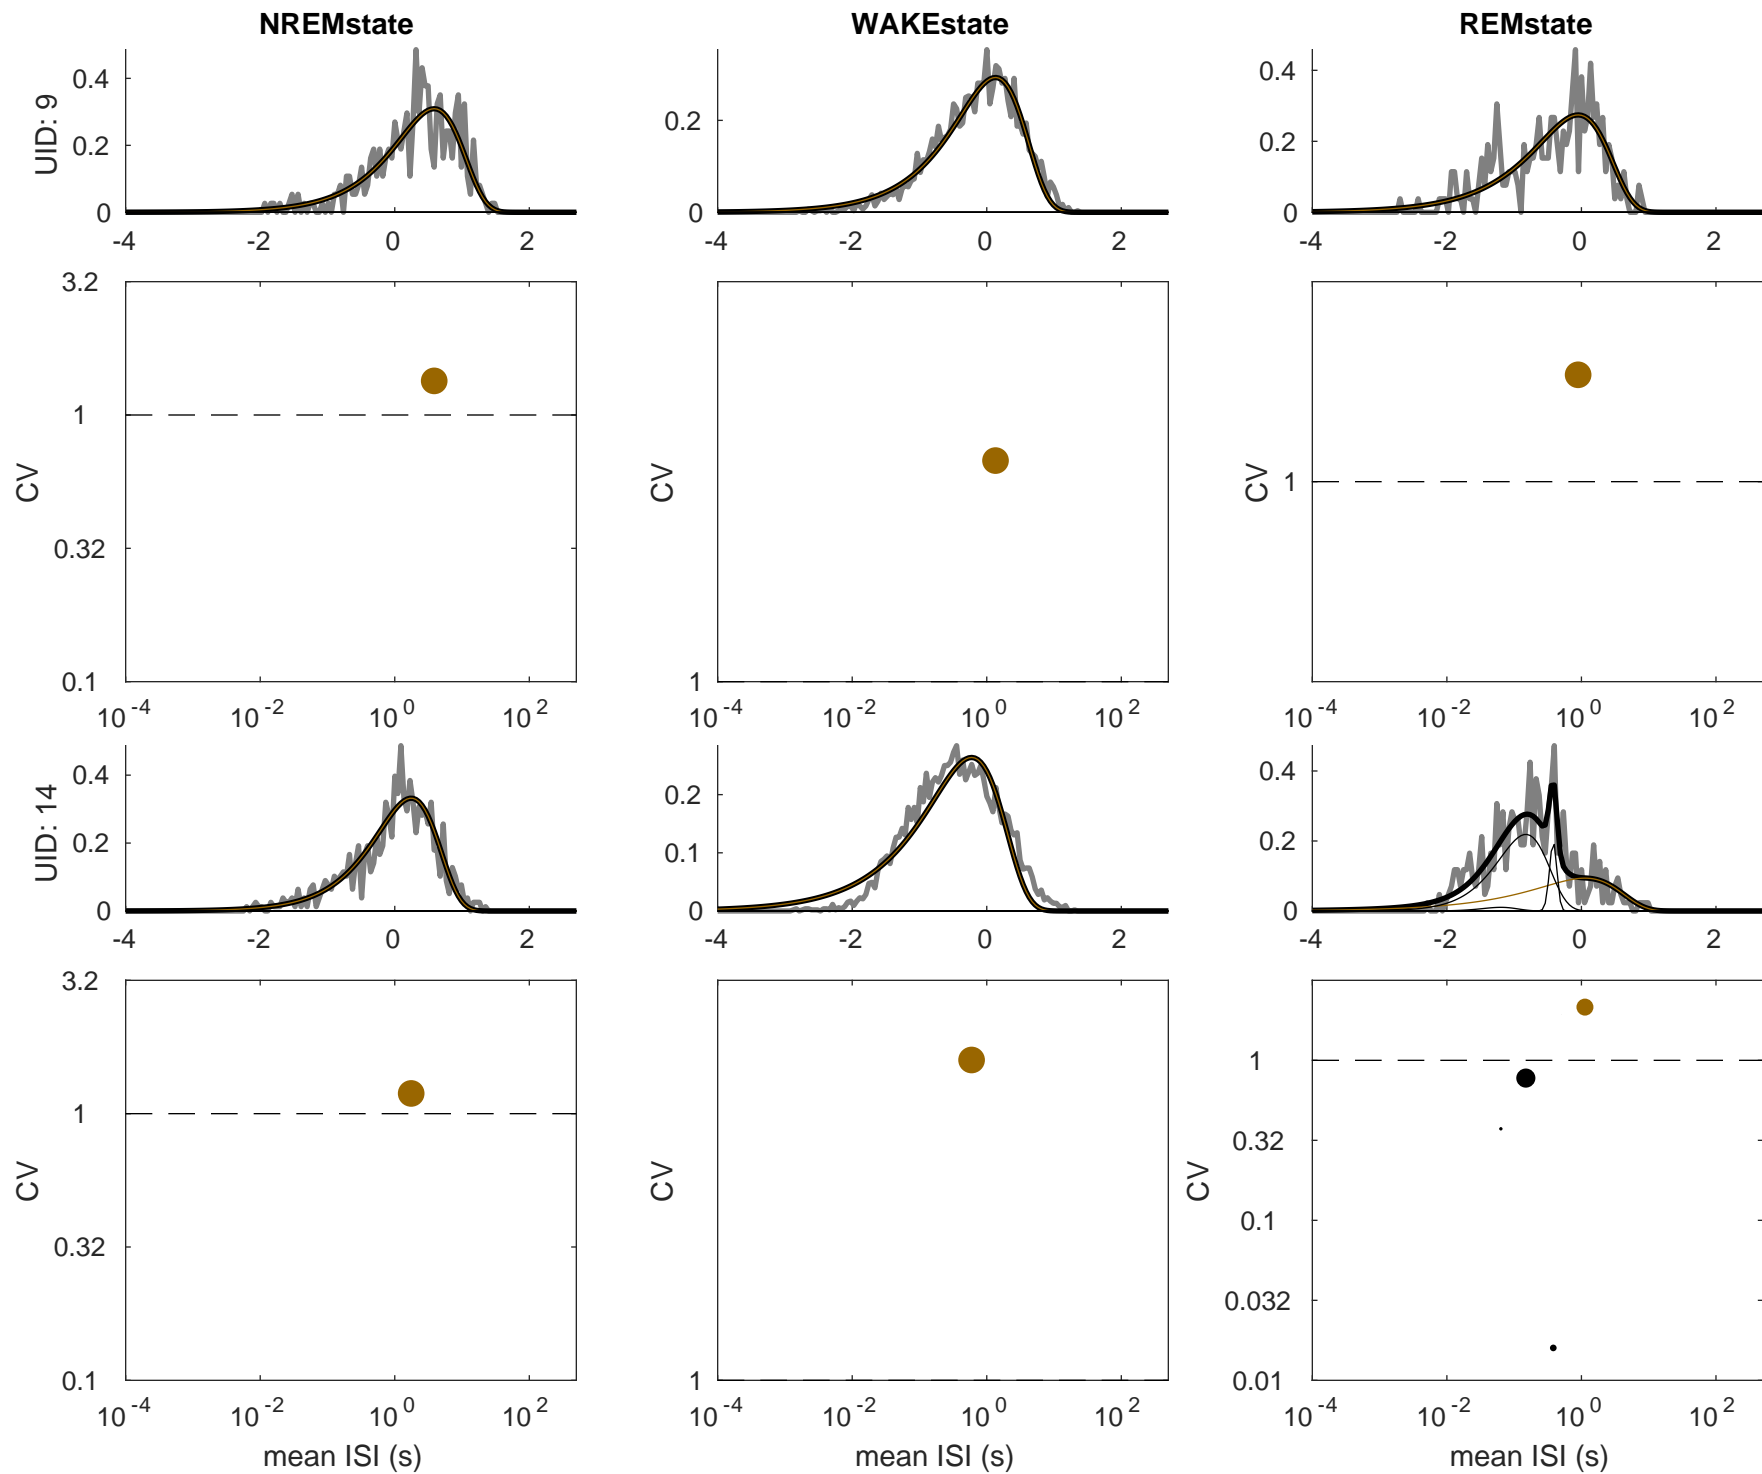 NREMstate WAKEstate REMstate
UID: 9
0.4 0.2 0
0.2 0
0.4 0.2 0
-4 -2 0 2
-4 -2 0 2
-4 -2 0 2
CV
3.2 1 0.32 0.1
CV
1
CV
1
10^-4 10^-2 10^0 10^2
10^-4 10^-2 10^0 10^2
10^-4 10^-2 10^0 10^2
UID: 14
0.4 0.2 0
0.2 0.1 0
0.4 0.2 0
-4 -2 0 2
-4 -2 0 2
-4 -2 0 2
CV
3.2 1 0.32 0.1
CV
1
CV
1 0.32 0.1 0.032 0.01
10^-4 10^-2 10^0 10^2
10^-4 10^-2 10^0 10^2
10^-4 10^-2 10^0 10^2
mean ISI (s) mean ISI (s) mean ISI (s)